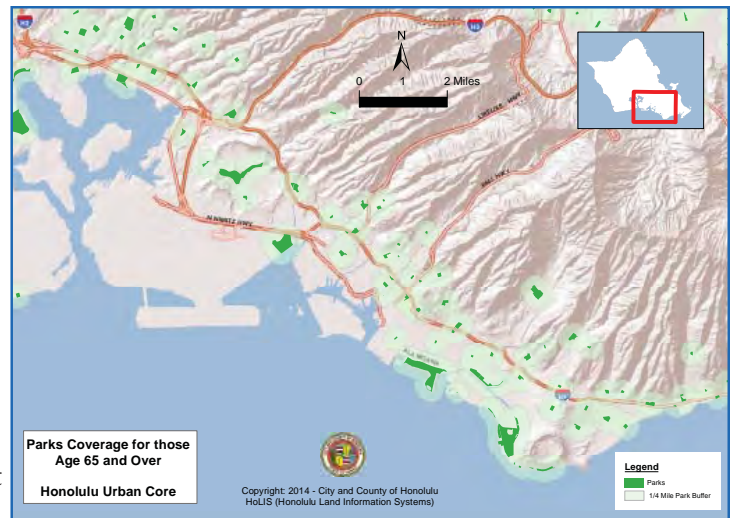 H3
N
0 1 2 Miles
H3
LIKELIKE HWY
PALI HWY
N NIMITZ HWY
ALA MOANA
H1
Parks Coverage for those
Age 65 and Over
Honolulu Urban Core
Copyright: 2014 - City and County of Honolulu
HoLIS (Honolulu Land Information Systems)
Legend
Parks
1/4 Mile Park Buffer